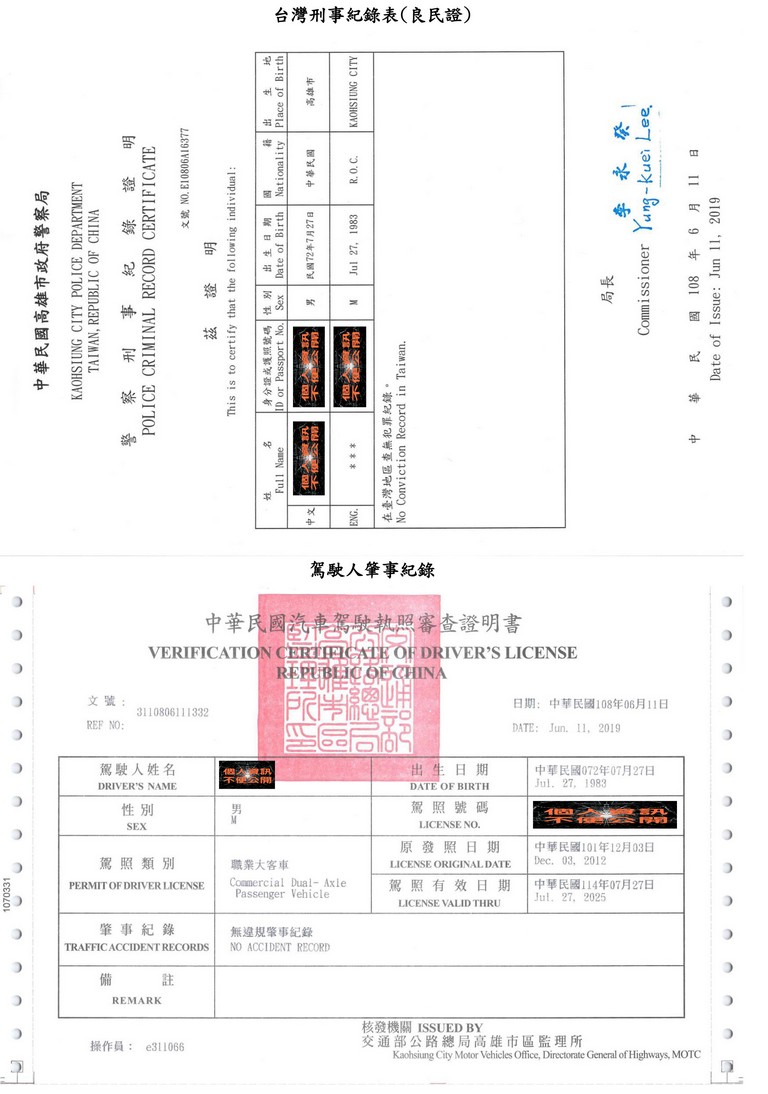 台灣刑事紀錄表(良民證)
中華民國高雄市政府警察局
KAOHSIUNG CITY POLICE DEPARTMENT
TAIWAN, REPUBLIC OF CHINA
警 察 刑 事 紀 錄 證 明
POLICE CRIMINAL RECORD CERTIFICATE
文號 NO.E10806A16377
茲 證 明
This is to certify that the following individual:
姓 名 身分證或護照號碼 性別 出生日期 國 籍 出 生 地
Full Name ID or Passport No. Sex Date of Birth Nationality Place of Birth
中文 個人資訊不便公開 個人資訊不便公開 男 民國72年7月27日 中華民國 高雄市
ENG. *** 個人資訊不便公開 M Jul 27, 1983 R.O.C. KAOHSIUNG CITY
在臺灣地區查無犯罪紀錄。
No Conviction Record in Taiwan.
局長 李永癸
Commissioner Yung-Kuei Lee
中 華 民 國 108 年 6 月 11 日
Date of Issue: Jun 11, 2019
駕駛人肇事紀錄
中華民國汽車駕駛執照審查證明書
VERIFICATION CERTIFICATE OF DRIVER'S LICENSE
REPUBLIC OF CHINA
文 號： 3110806111332 日期: 中華民國108年06月11日
REF NO: DATE: Jun. 11, 2019
駕駛人姓名 個人資訊不便公開 出生日期 中華民國072年07月27日
DRIVER'S NAME DATE OF BIRTH Jul. 27, 1983
性別 男 駕照號碼 個人資訊不便公開
SEX M LICENSE NO.
駕照類別 職業大客車 原發照日期 中華民國101年12月03日
PERMIT OF DRIVER LICENSE Commercial Dual- Axle Passenger Vehicle LICENSE ORIGINAL DATE Dec. 03, 2012
駕照有效日期 中華民國114年07月27日
LICENSE VALID THRU Jul. 27, 2025
肇事紀錄 無違規肇事紀錄
TRAFFIC ACCIDENT RECORDS NO ACCIDENT RECORD
備 註
REMARK
1070331
核發機關 ISSUED BY
交通部公路總局高雄市區監理所
操作員： e311066
Kaohsiung City Motor Vehicles Office, Directorate General of Highways, MOTC